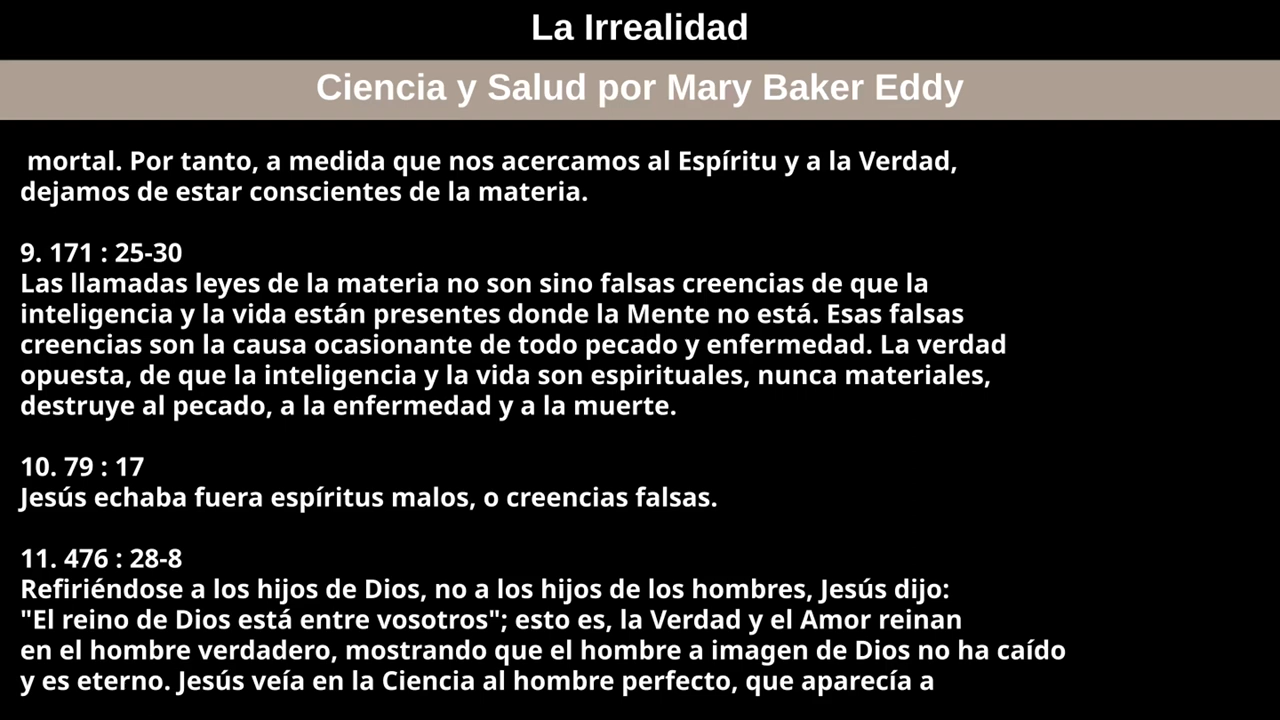 La Irrealidad
Ciencia y Salud por Mary Baker Eddy
mortal. Por tanto, a medida que nos acercamos al Espíritu y a la Verdad,
dejamos de estar conscientes de la materia.
9. 171 : 25-30
Las llamadas leyes de la materia no son sino falsas creencias de que la
inteligencia y la vida están presentes donde la Mente no está. Esas falsas
creencias son la causa ocasionante de todo pecado y enfermedad. La verdad
opuesta, de que la inteligencia y la vida son espirituales, nunca materiales,
destruye al pecado, a la enfermedad y a la muerte.
10. 79 : 17
Jesús echaba fuera espíritus malos, o creencias falsas.
11. 476 : 28-8
Refiriéndose a los hijos de Dios, no a los hijos de los hombres, Jesús dijo:
"El reino de Dios está entre vosotros"; esto es, la Verdad y el Amor reinan
en el hombre verdadero, mostrando que el hombre a imagen de Dios no ha caído
y es eterno. Jesús veía en la Ciencia al hombre perfecto, que aparecía a